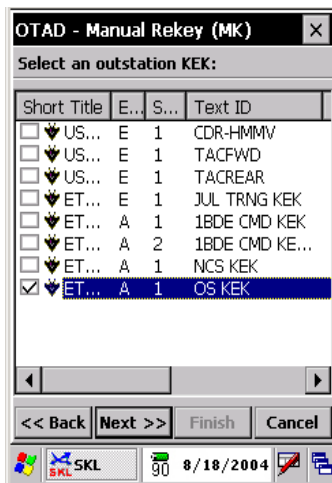 OTAD - Manual Rekey (MK) ×
Select an outstation KEK:
Short Title E... S... Text ID
US... E 1 CDR-HMMV
US... E 1 TACFWD
US... E 1 TACREAR
ET... E 1 JUL TRNG KEK
ET... A 1 1BDE CMD KEK
ET... A 2 1BDE CMD KE...
ET... A 1 NCS KEK
ET... A 1 OS KEK
<< Back Next >> Finish Cancel
SKL SKL 90 8/18/2004